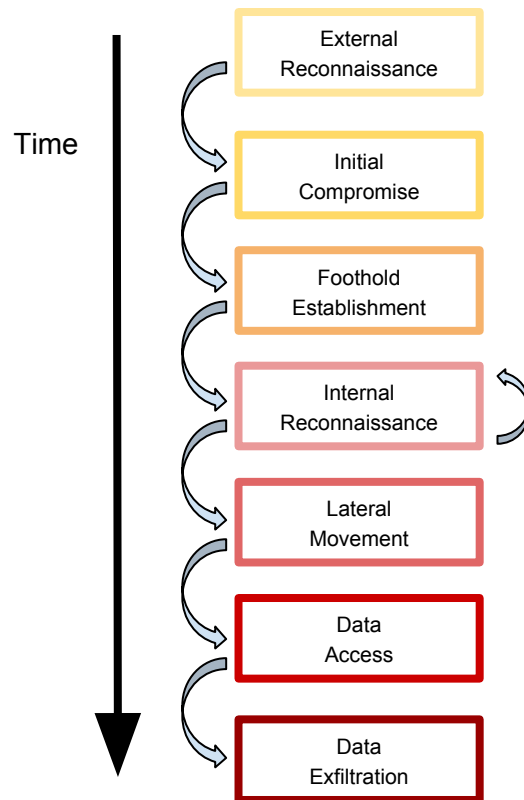 Time
External
Reconnaissance
Initial
Compromise
Foothold
Establishment
Internal
Reconnaissance
Lateral
Movement
Data
Access
Data
Exfiltration